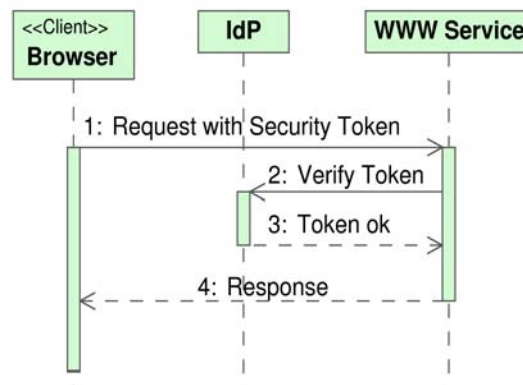 <<Client>>
Browser
IdP
WWW Service
1: Request with Security Token
2: Verify Token
3: Token ok
4: Response